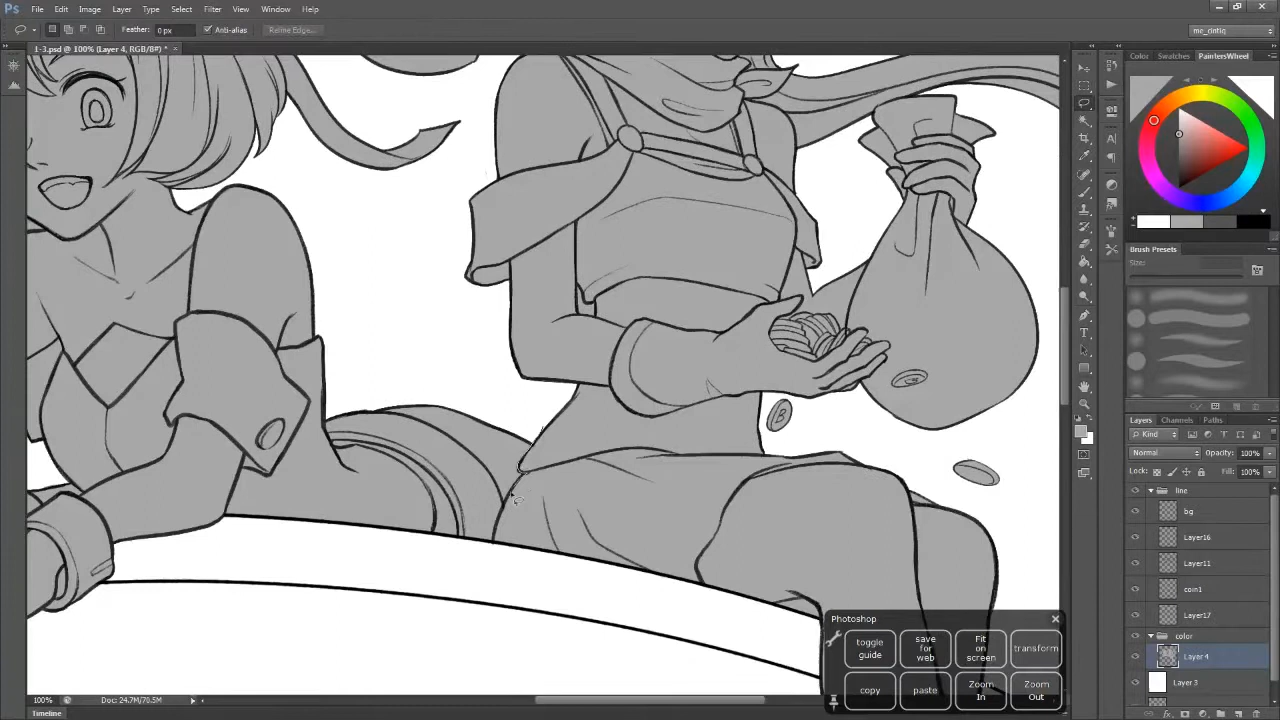 Ps File Edit Image Layer Type Select Filter View Window Help
Feather: 0 px Anti-alias Refine Edge... me_cintiq
1-3.psd @ 100% (Layer 4, RGB/8#) * ×
Color Swatches PaintersWheel
Brush Presets
Size:
B
Layers Channels Paths
Kind
Normal Opacity: 100%
Lock: Fill: 100%
line
bg
Layer16
Layer11
coin1
Layer17
color
Layer 4
Layer 3
Photoshop
toggle guide
save for web
Fit on screen
transform
copy
paste
Zoom In
Zoom Out
100% Doc: 24.7M/70.5M
Timeline